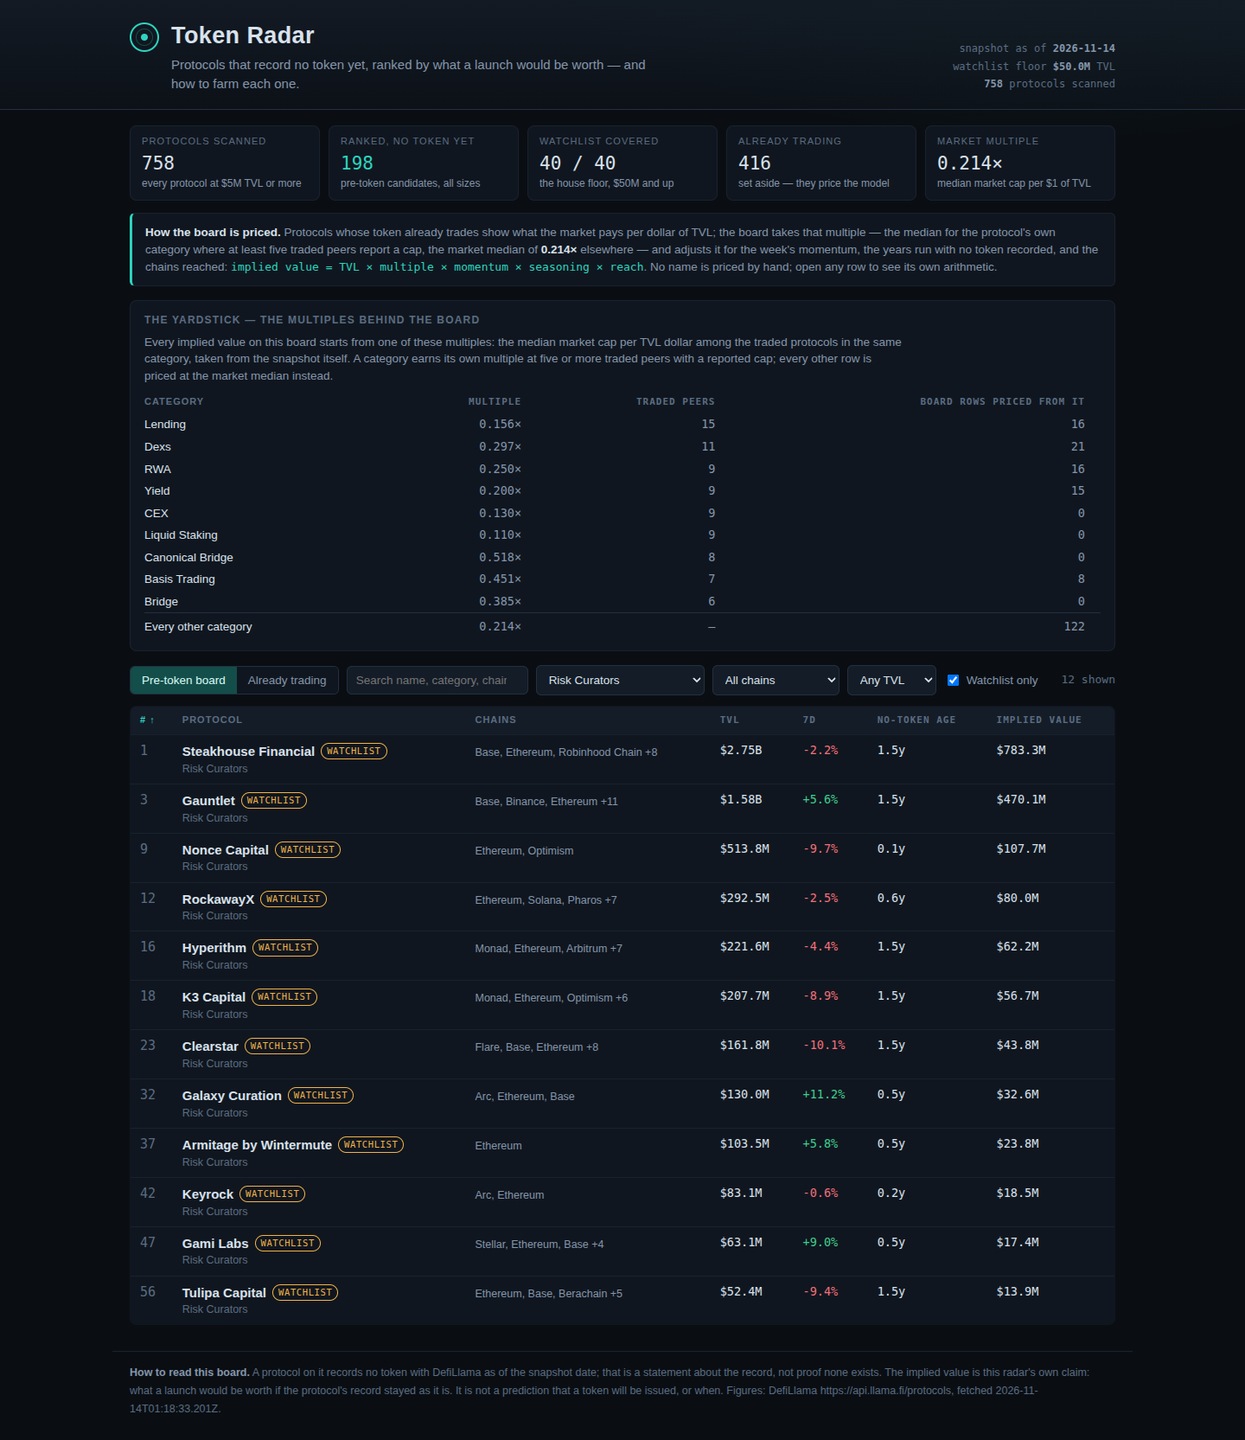 Token Radar
Protocols that record no token yet, ranked by what a launch would be worth — and
how to farm each one.
snapshot as of 2026-11-14
watchlist floor $50.0M TVL
758 protocols scanned
PROTOCOLS SCANNED
758
every protocol at $5M TVL or more
RANKED, NO TOKEN YET
198
pre-token candidates, all sizes
WATCHLIST COVERED
40 / 40
the house floor, $50M and up
ALREADY TRADING
416
set aside — they price the model
MARKET MULTIPLE
0.214×
median market cap per $1 of TVL
How the board is priced. Protocols whose token already trades show what the market pays per dollar of TVL; the board takes that multiple — the median for the protocol's own
category where at least five traded peers report a cap, the market median of 0.214× elsewhere — and adjusts it for the week's momentum, the years run with no token recorded, and the
chains reached: implied value = TVL × multiple × momentum × seasoning × reach. No name is priced by hand; open any row to see its own arithmetic.
THE YARDSTICK — THE MULTIPLES BEHIND THE BOARD
Every implied value on this board starts from one of these multiples: the median market cap per TVL dollar among the traded protocols in the same
category, taken from the snapshot itself. A category earns its own multiple at five or more traded peers with a reported cap; every other row is
priced at the market median instead.
CATEGORY MULTIPLE TRADED PEERS BOARD ROWS PRICED FROM IT
Lending 0.156× 15 16
Dexs 0.297× 11 21
RWA 0.250× 9 16
Yield 0.200× 9 15
CEX 0.130× 9 0
Liquid Staking 0.110× 9 0
Canonical Bridge 0.518× 8 0
Basis Trading 0.451× 7 8
Bridge 0.385× 6 0
Every other category 0.214× – 122
Pre-token board Already trading Search name, category, chain Risk Curators All chains Any TVL Watchlist only 12 shown
# ↑ PROTOCOL CHAINS TVL 7D NO-TOKEN AGE IMPLIED VALUE
1 Steakhouse Financial WATCHLIST Base, Ethereum, Robinhood Chain +8 $2.75B -2.2% 1.5y $783.3M
Risk Curators
3 Gauntlet WATCHLIST Base, Binance, Ethereum +11 $1.58B +5.6% 1.5y $470.1M
Risk Curators
9 Nonce Capital WATCHLIST Ethereum, Optimism $513.8M -9.7% 0.1y $107.7M
Risk Curators
12 RockawayX WATCHLIST Ethereum, Solana, Pharos +7 $292.5M -2.5% 0.6y $80.0M
Risk Curators
16 Hyperithm WATCHLIST Monad, Ethereum, Arbitrum +7 $221.6M -4.4% 1.5y $62.2M
Risk Curators
18 K3 Capital WATCHLIST Monad, Ethereum, Optimism +6 $207.7M -8.9% 1.5y $56.7M
Risk Curators
23 Clearstar WATCHLIST Flare, Base, Ethereum +8 $161.8M -10.1% 1.5y $43.8M
Risk Curators
32 Galaxy Curation WATCHLIST Arc, Ethereum, Base $130.0M +11.2% 0.5y $32.6M
Risk Curators
37 Armitage by Wintermute WATCHLIST Ethereum $103.5M +5.8% 0.5y $23.8M
Risk Curators
42 Keyrock WATCHLIST Arc, Ethereum $83.1M -0.6% 0.2y $18.5M
Risk Curators
47 Gami Labs WATCHLIST Stellar, Ethereum, Base +4 $63.1M +9.0% 0.5y $17.4M
Risk Curators
56 Tulipa Capital WATCHLIST Ethereum, Base, Berachain +5 $52.4M -9.4% 1.5y $13.9M
Risk Curators
How to read this board. A protocol on it records no token with DefiLlama as of the snapshot date; that is a statement about the record, not proof none exists. The implied value is this radar's own claim:
what a launch would be worth if the protocol's record stayed as it is. It is not a prediction that a token will be issued, or when. Figures: DefiLlama https://api.llama.fi/protocols, fetched 2026-11-
14T01:18:33.201Z.